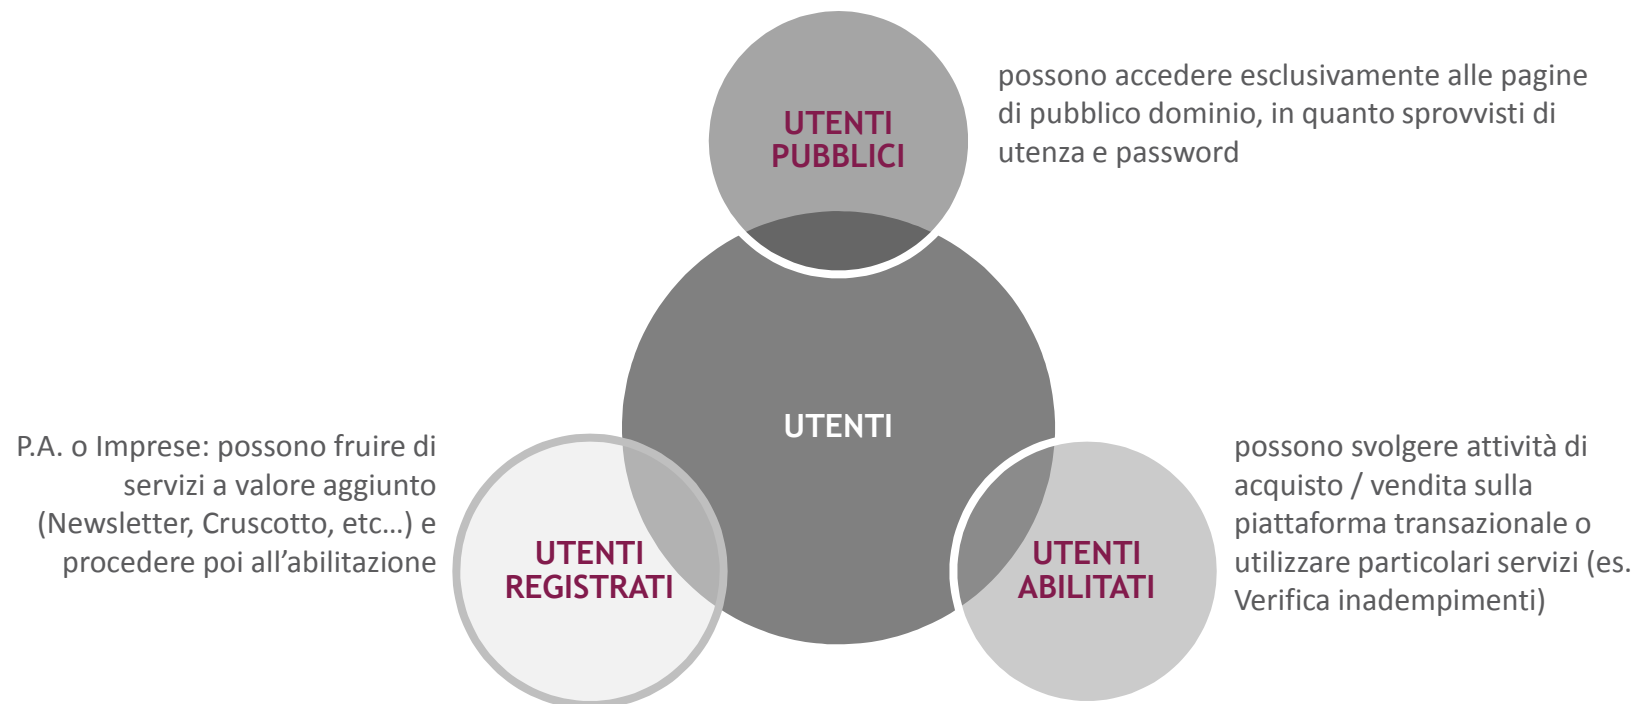 UTENTI
PUBBLICI
possono accedere esclusivamente alle pagine
di pubblico dominio, in quanto sprovvisti di
utenza e password
UTENTI
P.A. o Imprese: possono fruire di
servizi a valore aggiunto
(Newsletter, Cruscotto, etc…) e
procedere poi all’abilitazione
UTENTI
REGISTRATI
UTENTI
ABILITATI
possono svolgere attività di
acquisto / vendita sulla
piattaforma transazionale o
utilizzare particolari servizi (es.
Verifica inadempimenti)